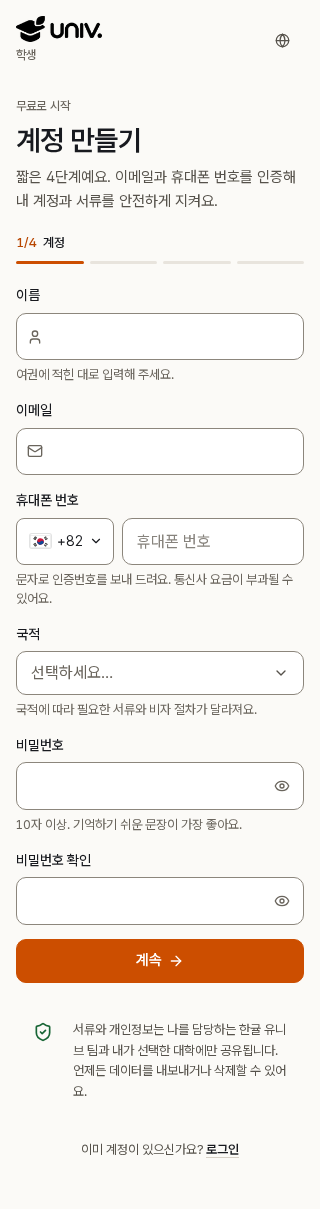 UNIV.
학생
무료로 시작
계정 만들기
짧은 4단계예요. 이메일과 휴대폰 번호를 인증해
내 계정과 서류를 안전하게 지켜요.
1/4 계정
이름
여권에 적힌 대로 입력해 주세요.
이메일
휴대폰 번호
+82
휴대폰 번호
문자로 인증번호를 보내 드려요. 통신사 요금이 부과될 수
있어요.
국적
선택하세요...
국적에 따라 필요한 서류와 비자 절차가 달라져요.
비밀번호
10자 이상. 기억하기 쉬운 문장이 가장 좋아요.
비밀번호 확인
계속
서류와 개인정보는 나를 담당하는 한귤 유니
브 팀과 내가 선택한 대학에만 공유됩니다.
언제든 데이터를 내보내거나 삭제할 수 있어
요.
이미 계정이 있으신가요? 로그인